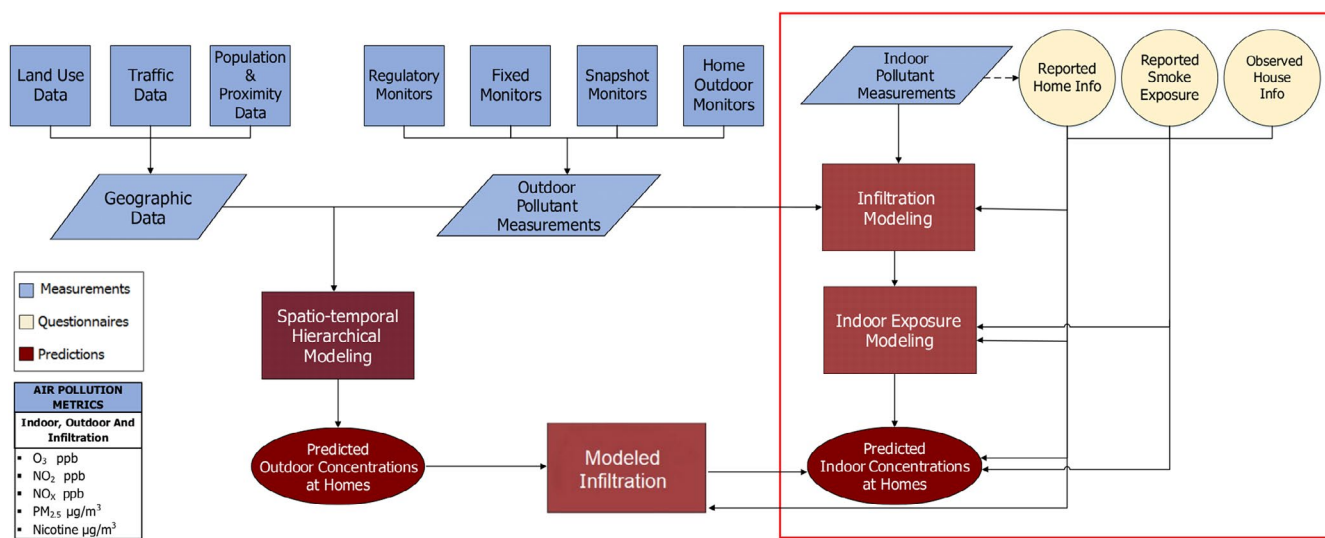 Land Use
Data
Traffic
Data
Population
&
Proximity
Data
Regulatory
Monitors
Fixed
Monitors
Snapshot
Monitors
Home
Outdoor
Monitors
Indoor
Pollutant
Measurements
Reported
Home Info
Reported
Smoke
Exposure
Observed
House
Info
Geographic
Data
Outdoor
Pollutant
Measurements
Infiltration
Modeling
Measurements
Questionnaires
Predictions
Spatio-temporal
Hierarchical
Modeling
Indoor Exposure
Modeling
AIR POLLUTION
METRICS
Indoor, Outdoor And
Infiltration
▪ O₃ ppb
▪ NO₂ ppb
▪ NOₓ ppb
▪ PM₂.₅ µg/m³
▪ Nicotine µg/m³
Predicted
Outdoor Concentrations
at Homes
Modeled
Infiltration
Predicted
Indoor Concentrations
at Homes